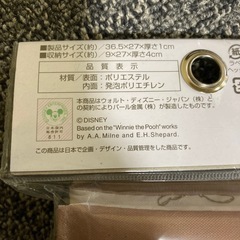 ■製品サイズ(約)/36.5×27×厚さ1cm
■収納サイズ(約)/9×27×厚さ4cm
品質表示
材質/表面:ポリエステル
内面:発泡ポリエチレン
本商品はウォルト・ディズニー・ジャパン(株)と
の契約によりパール金属(株)が製造したものです。
© DISNEY
Based on the "Winnie the Pooh" works
by A.A. Milne and E.H. Shepard.
この商品は日本で企画・デザイン・品質管理をした商品です。